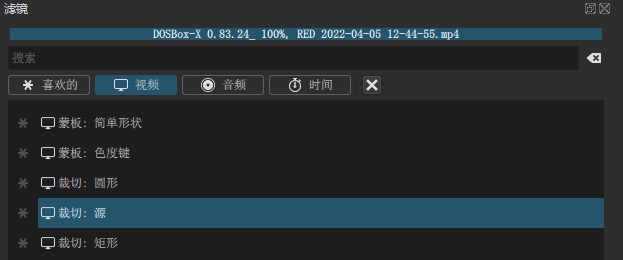 滤镜
DOSBox-X 0.83.24_ 100%, RED 2022-04-05 12-44-55.mp4
搜索
喜欢的 视频 音频 时间
蒙板: 简单形状
蒙板: 色度键
裁切: 圆形
裁切: 源
裁切: 矩形